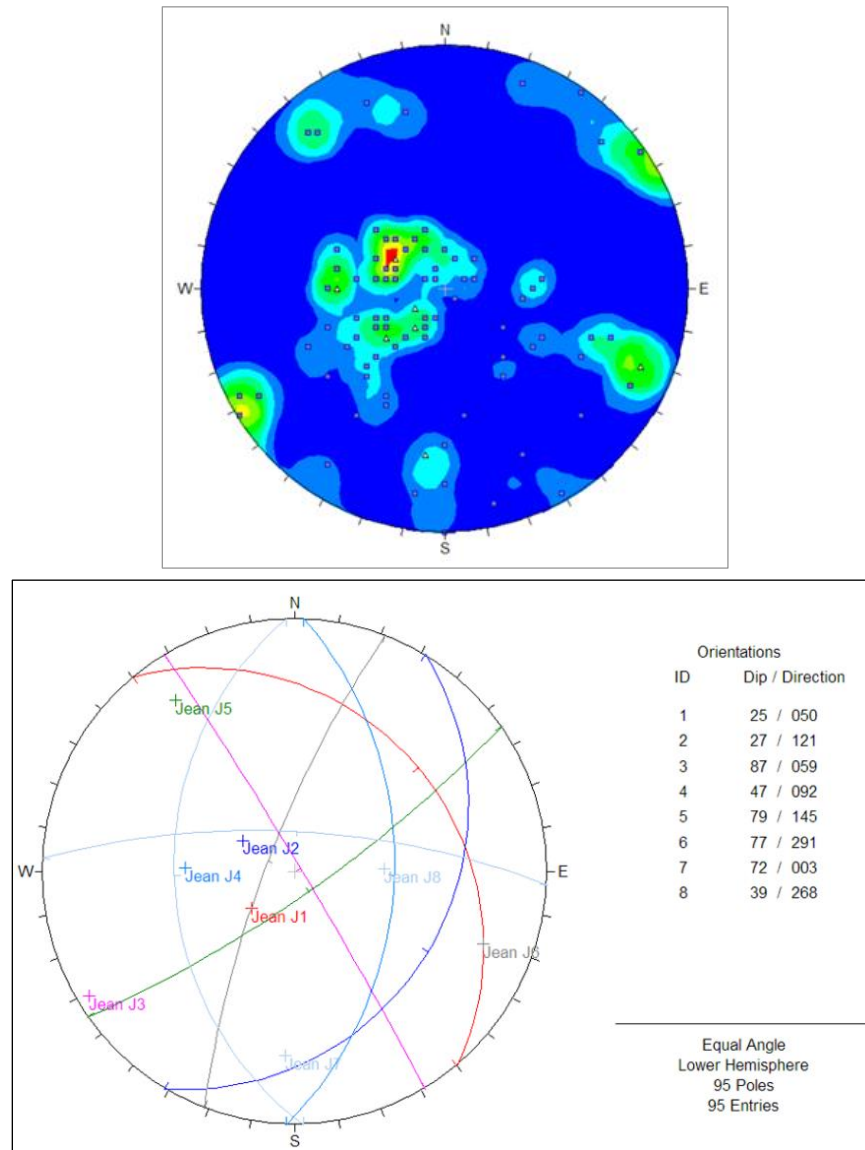 N
W
E
S
N
Jean J5
Jean J2
W
E
Jean J4
Jean J8
Jean J1
Jean J6
Jean J3
Jean J7
S
Orientations
ID Dip / Direction
1 25 / 050
2 27 / 121
3 87 / 059
4 47 / 092
5 79 / 145
6 77 / 291
7 72 / 003
8 39 / 268
Equal Angle
Lower Hemisphere
95 Poles
95 Entries